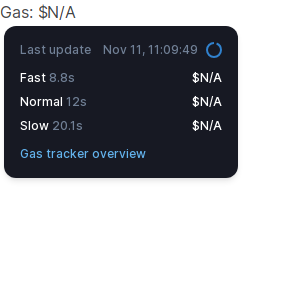 Gas: $N/A
Last update Nov 11, 11:09:49
Fast 8.8s $N/A
Normal 12s $N/A
Slow 20.1s $N/A
Gas tracker overview